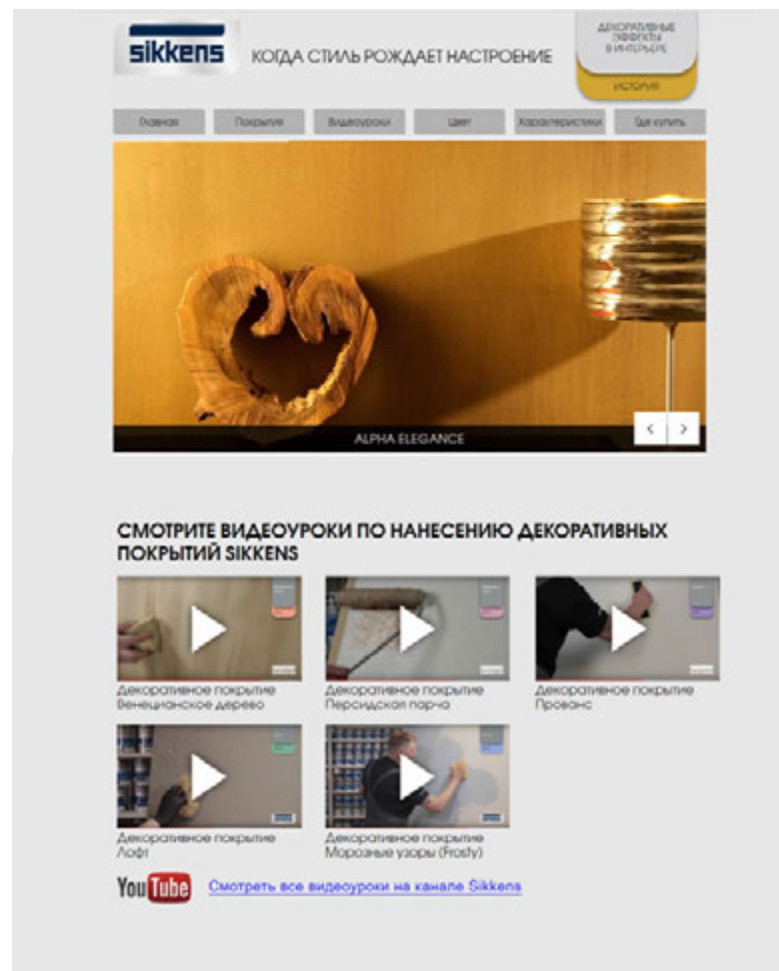 sikkens
КОГДА СТИЛЬ РОЖДАЕТ НАСТРОЕНИЕ
ДЕКОРАТИВНЫЕ
ЭФФЕКТЫ
В ИНТЕРЬЕРЕ
ИСТОРИЯ
Главная Покрытия Видеоуроки Цвет Характеристики Где купить
ALPHA ELEGANCE
СМОТРИТЕ ВИДЕОУРОКИ ПО НАНЕСЕНИЮ ДЕКОРАТИВНЫХ
ПОКРЫТИЙ SIKKENS
Декоративное покрытие
Венецианское дерево
Декоративное покрытие
Персидская парча
Декоративное покрытие
Прованс
Декоративное покрытие
Лофт
Декоративное покрытие
Морозные узоры (Frosty)
YouTube
Смотреть все видеоуроки на канале Sikkens